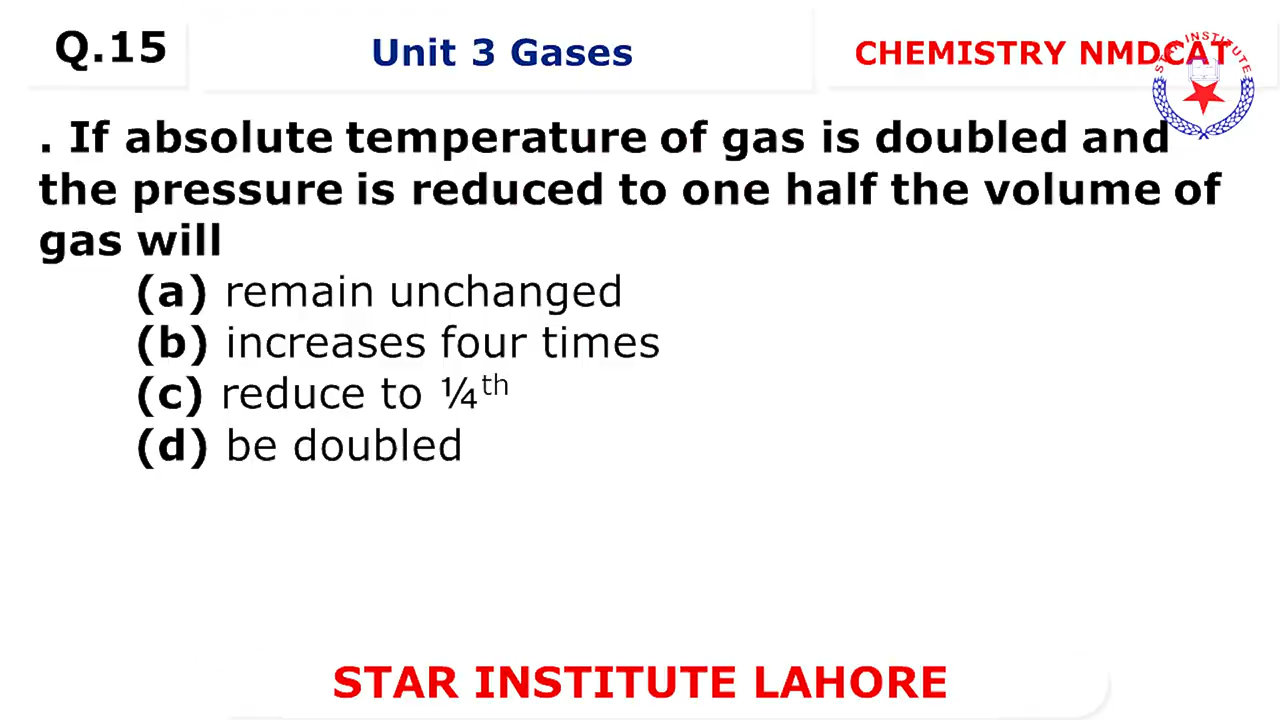 Q.15
Unit 3 Gases
CHEMISTRY NMDCAT
STAR INSTITUTE
. If absolute temperature of gas is doubled and
the pressure is reduced to one half the volume of
gas will
(a) remain unchanged
(b) increases four times
(c) reduce to ¼th
(d) be doubled
STAR INSTITUTE LAHORE